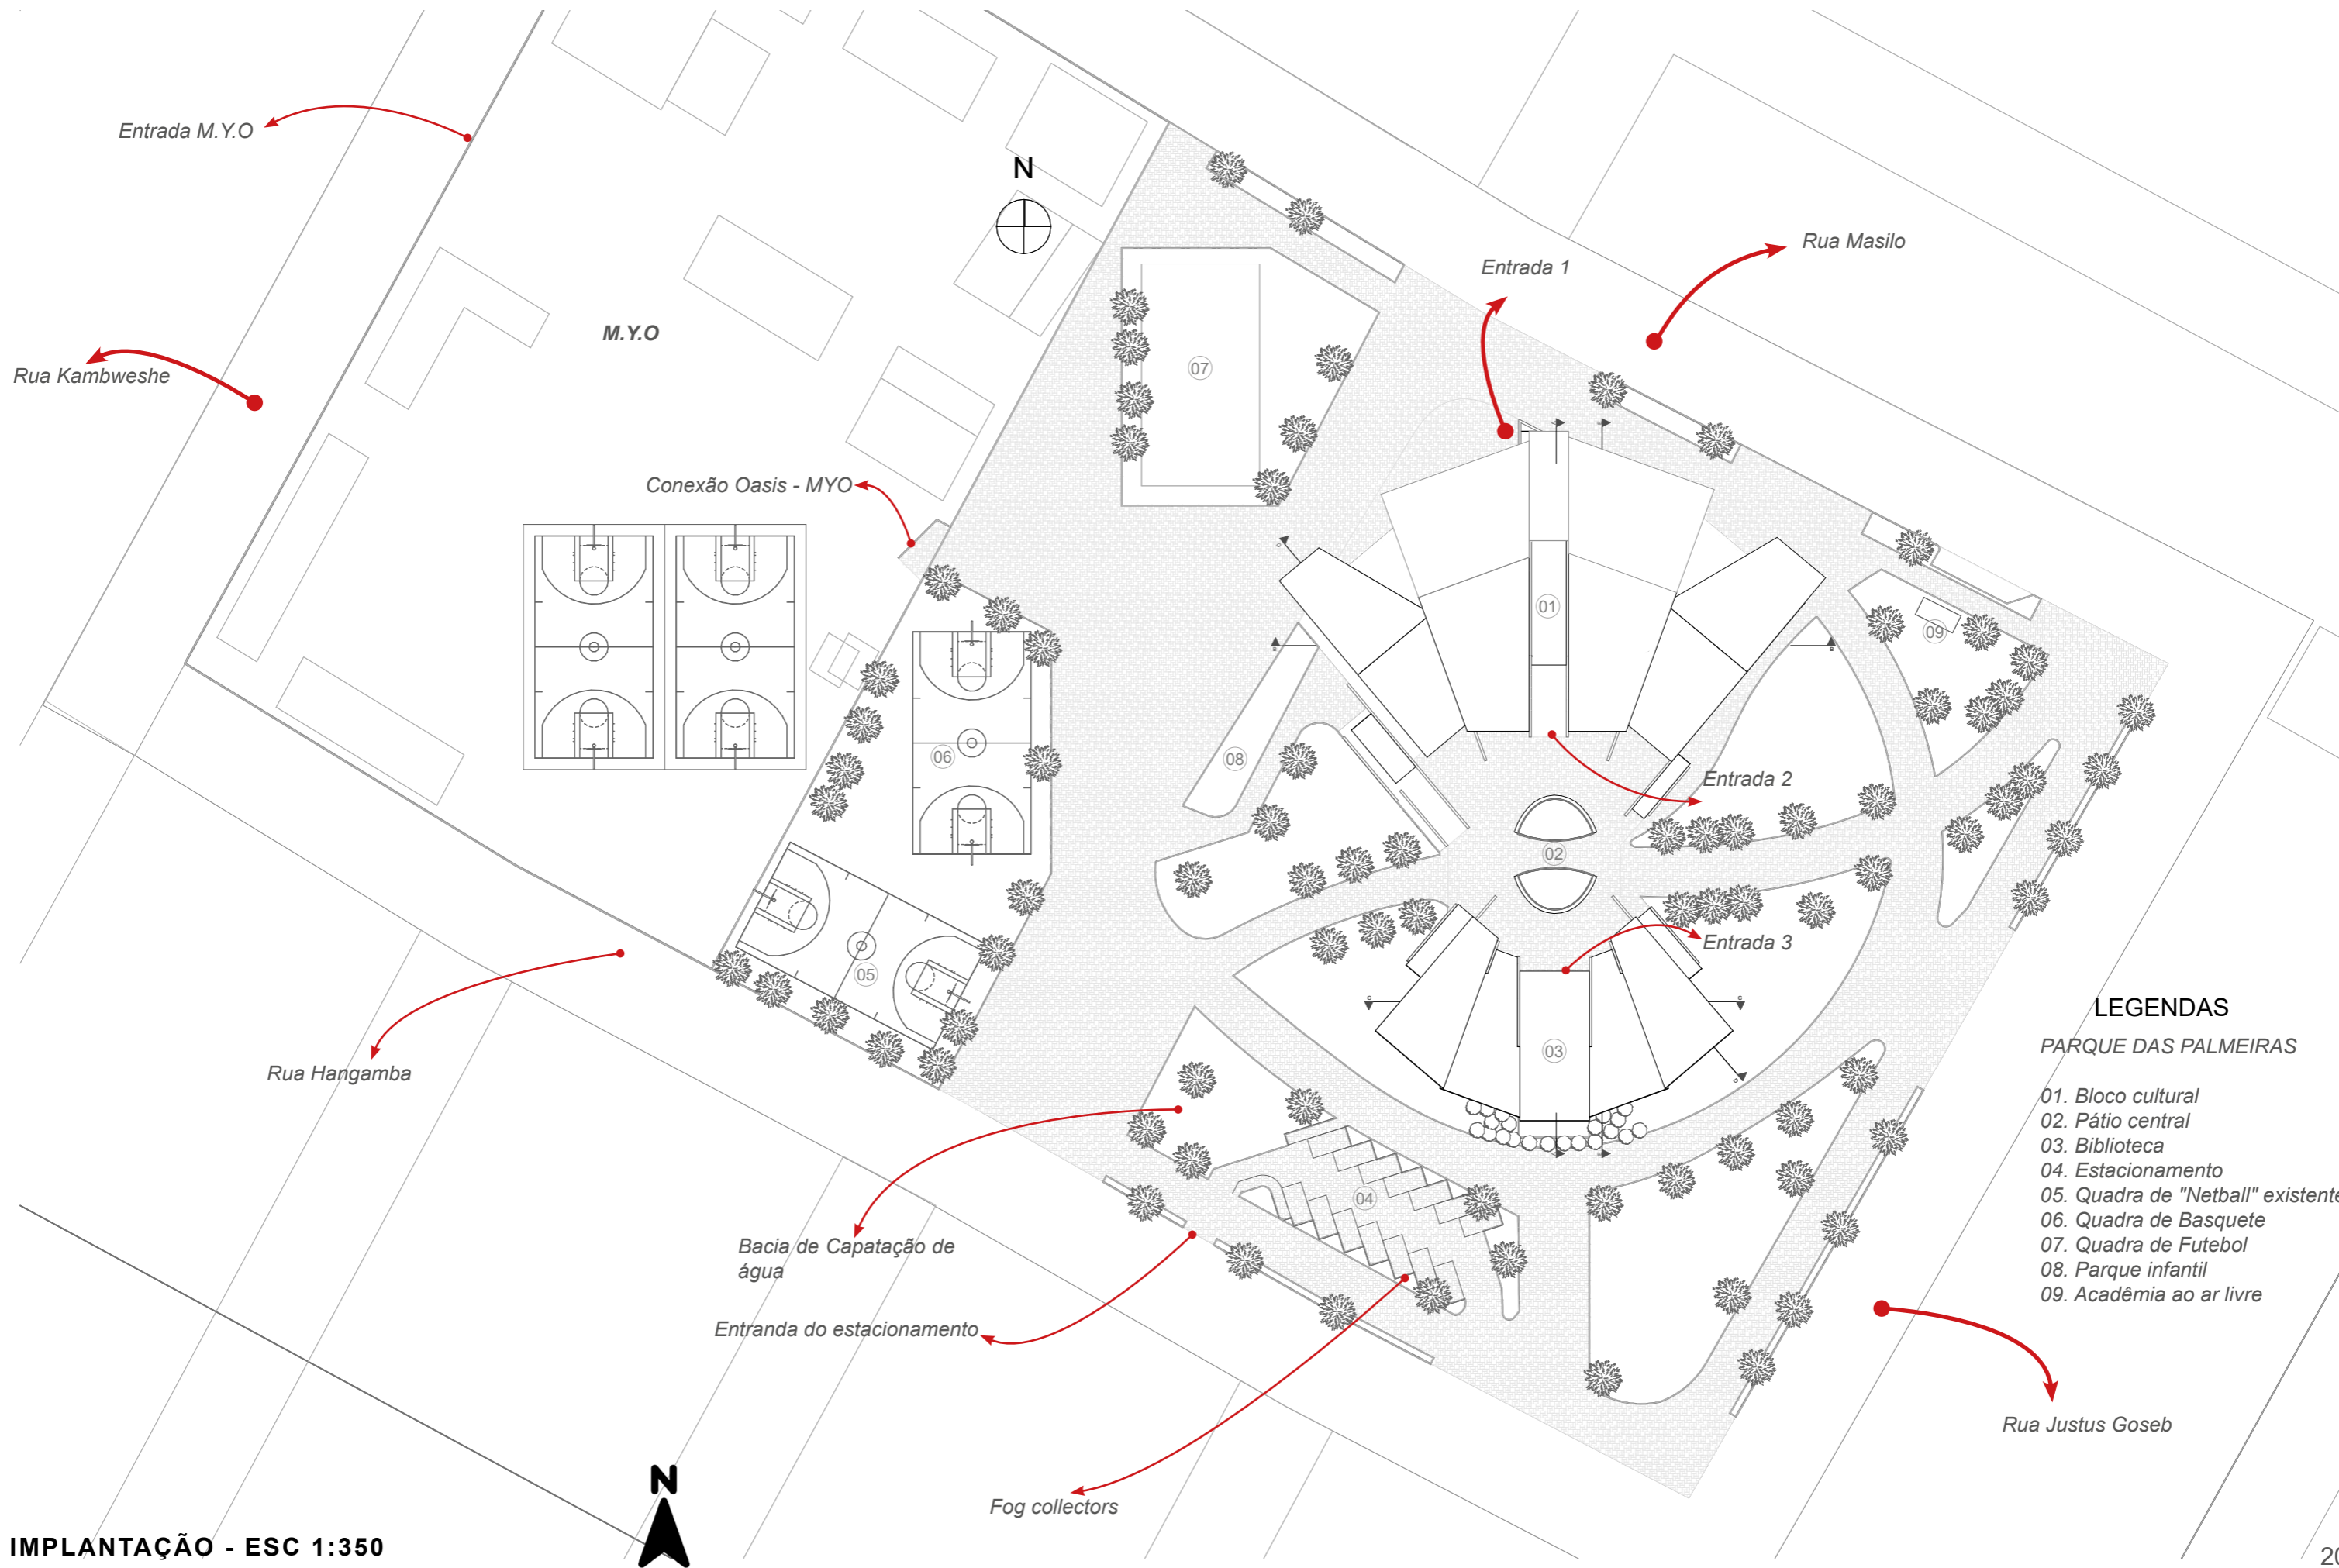 Entrada M.Y.O
N
Rua Masilo
Entrada 1
M.Y.O
Rua Kambweshe
07
Conexão Oasis - MYO
01
09
08
06
Entrada 2
02
Entrada 3
05
03
Rua Hangamba
04
Bacia de Capatação de
água
Entranda do estacionamento
Fog collectors
LEGENDAS
PARQUE DAS PALMEIRAS
01. Bloco cultural
02. Pátio central
03. Biblioteca
04. Estacionamento
05. Quadra de "Netball" existente
06. Quadra de Basquete
07. Quadra de Futebol
08. Parque infantil
09. Acadêmia ao ar livre
Rua Justus Goseb
N
IMPLANTAÇÃO - ESC 1:350
20